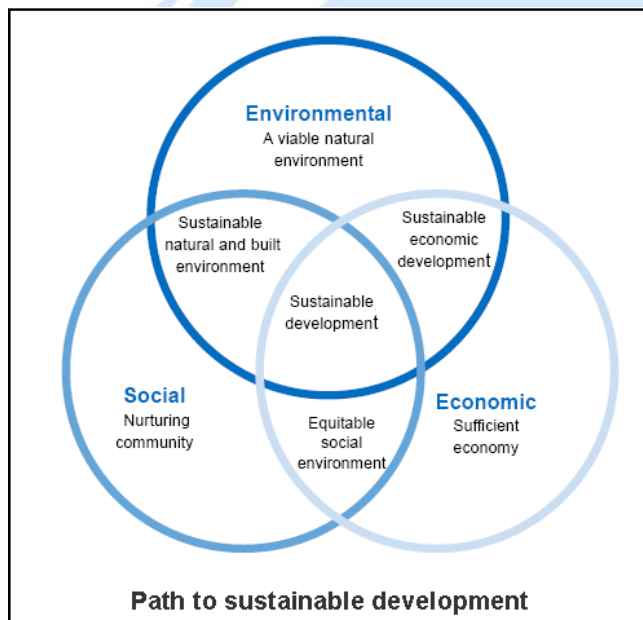 Environmental
A viable natural
environment
Sustainable
natural and built
environment
Sustainable
economic
development
Sustainable
development
Social
Nurturing
community
Equitable
social
environment
Economic
Sufficient
economy
Path to sustainable development